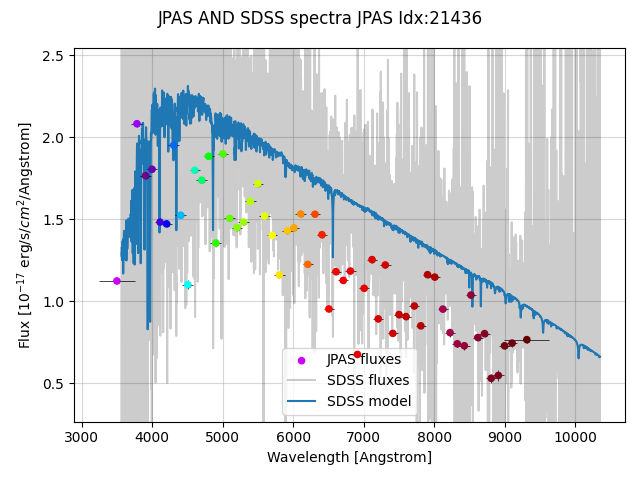 JPAS AND SDSS spectra JPAS Idx:21436
2.5
2.0
1.5
1.0
0.5
Flux [10⁻¹⁷ erg/s/cm²/Angstrom]
JPAS fluxes
SDSS fluxes
SDSS model
3000 4000 5000 6000 7000 8000 9000 10000
Wavelength [Angstrom]